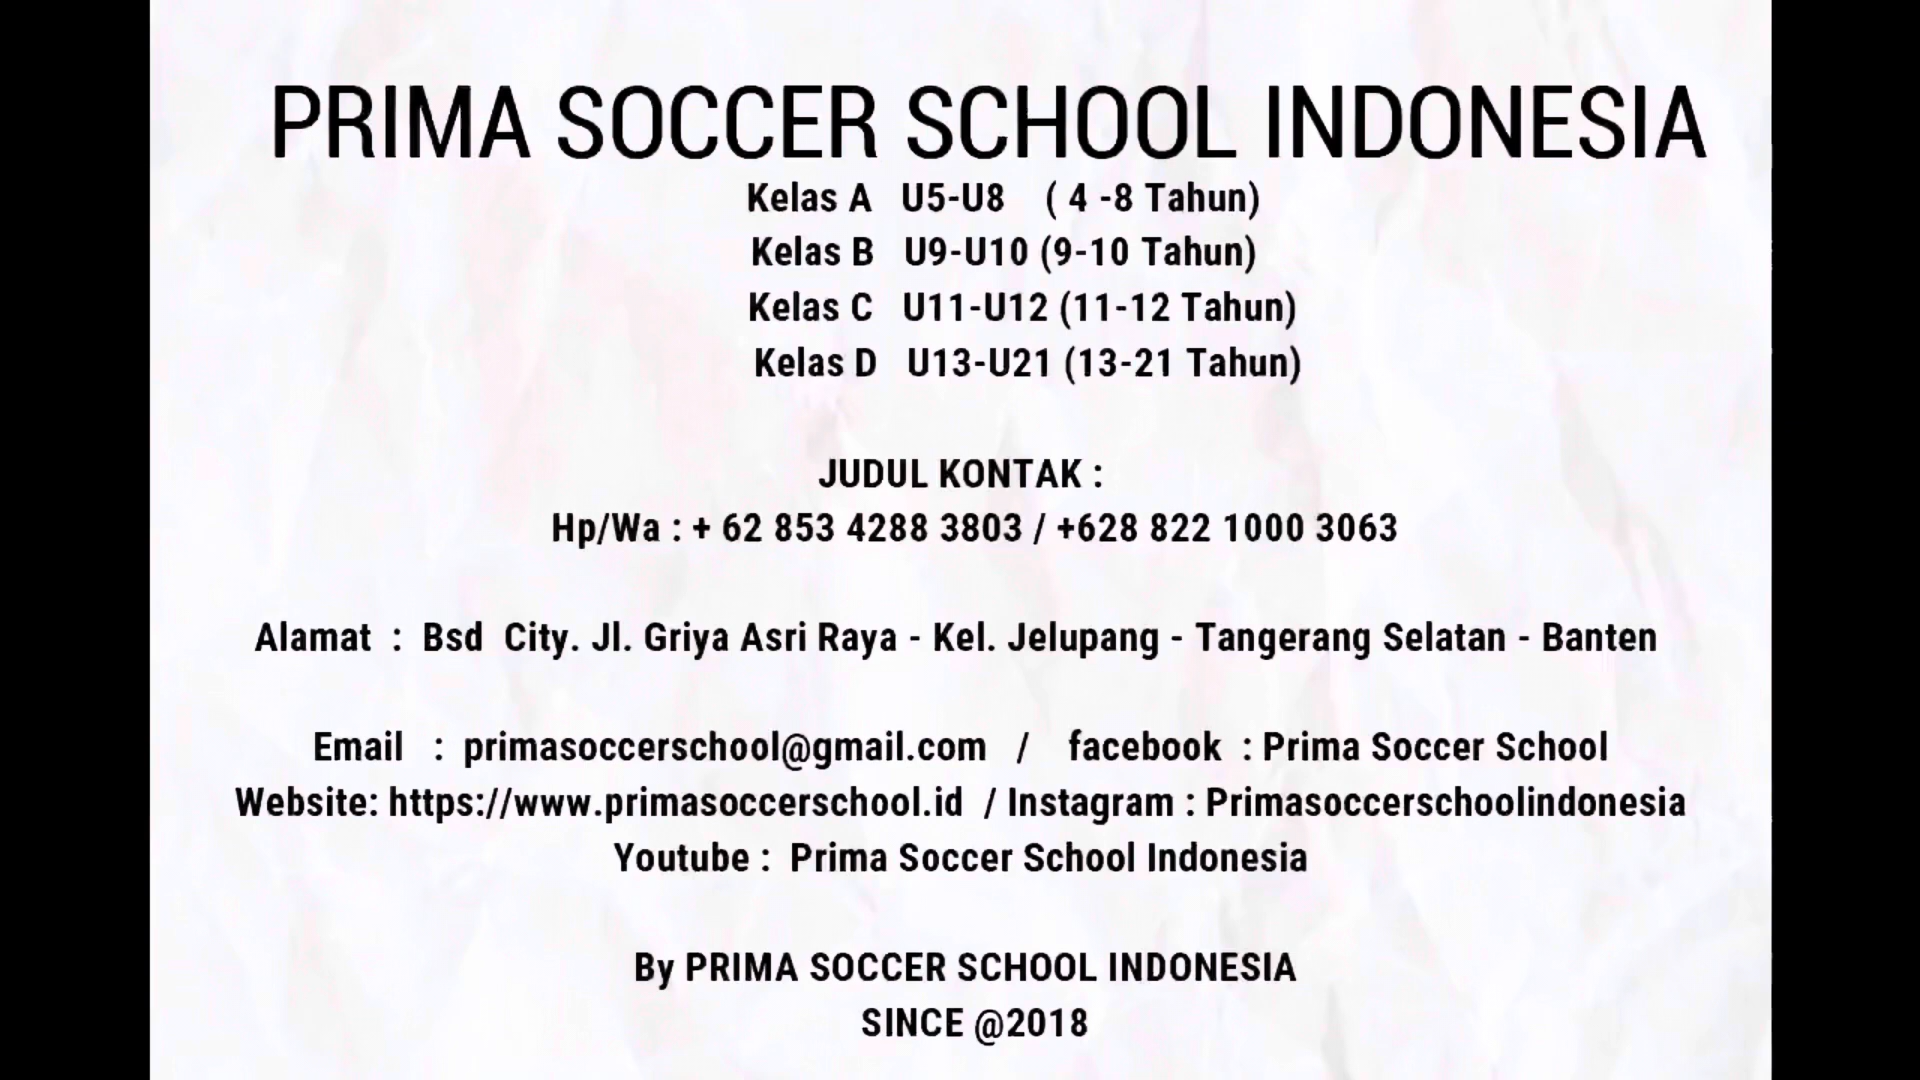 PRIMA SOCCER SCHOOL INDONESIA
Kelas A U5-U8 ( 4 -8 Tahun)
Kelas B U9-U10 (9-10 Tahun)
Kelas C U11-U12 (11-12 Tahun)
Kelas D U13-U21 (13-21 Tahun)
JUDUL KONTAK :
Hp/Wa : + 62 853 4288 3803 / +628 822 1000 3063
Alamat : Bsd City. Jl. Griya Asri Raya - Kel. Jelupang - Tangerang Selatan - Banten
Email : primasoccerschool@gmail.com / facebook : Prima Soccer School
Website: https://www.primasoccerschool.id / Instagram : Primasoccerschoolindonesia
Youtube : Prima Soccer School Indonesia
By PRIMA SOCCER SCHOOL INDONESIA
SINCE @2018